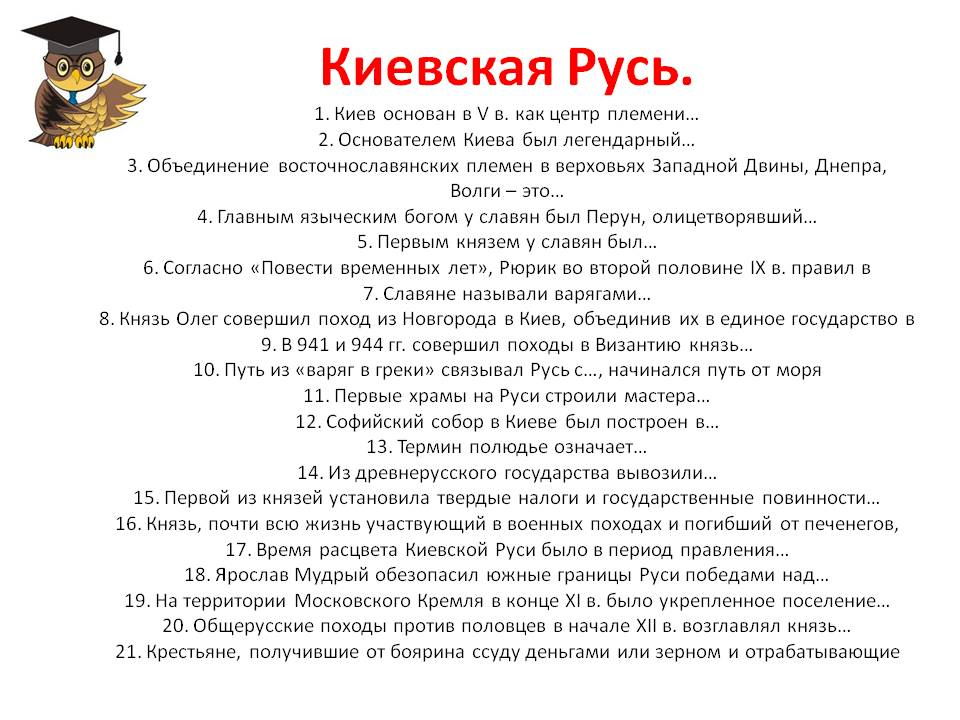 Киевская Русь.
1. Киев основан в V в. как центр племени…
2. Основателем Киева был легендарный…
3. Объединение восточнославянских племен в верховьях Западной Двины, Днепра,
Волги – это…
4. Главным языческим богом у славян был Перун, олицетворявший…
5. Первым князем у славян был…
6. Согласно «Повести временных лет», Рюрик во второй половине IX в. правил в
7. Славяне называли варягами…
8. Князь Олег совершил поход из Новгорода в Киев, объединив их в единое государство в
9. В 941 и 944 гг. совершил походы в Византию князь…
10. Путь из «варяг в греки» связывал Русь с…, начинался путь от моря
11. Первые храмы на Руси строили мастера…
12. Софийский собор в Киеве был построен в…
13. Термин полюдье означает…
14. Из древнерусского государства вывозили…
15. Первой из князей установила твердые налоги и государственные повинности…
16. Князь, почти всю жизнь участвующий в военных походах и погибший от печенегов,
17. Время расцвета Киевской Руси было в период правления…
18. Ярослав Мудрый обезопасил южные границы Руси победами над…
19. На территории Московского Кремля в конце XI в. было укрепленное поселение…
20. Общерусские походы против половцев в начале XII в. возглавлял князь…
21. Крестьяне, получившие от боярина ссуду деньгами или зерном и отрабатывающие